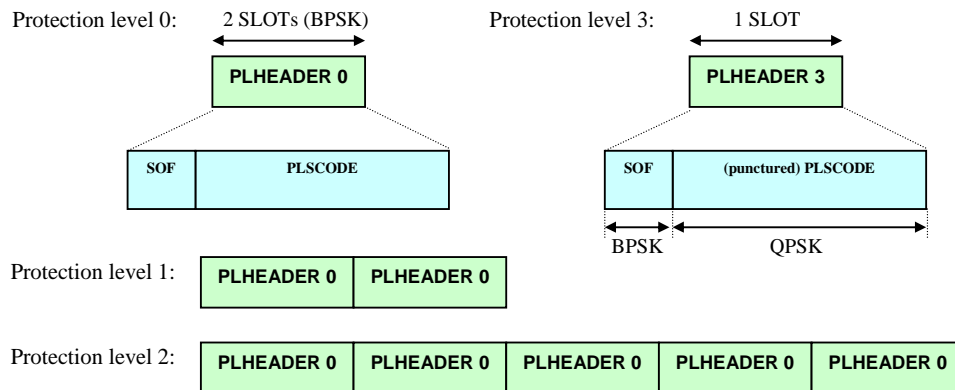 Protection level 0: 2 SLOTs (BPSK)
PLHEADER 0
SOF PLSCODE
Protection level 3: 1 SLOT
PLHEADER 3
SOF (punctured) PLSCODE
BPSK QPSK
Protection level 1: PLHEADER 0 PLHEADER 0
Protection level 2: PLHEADER 0 PLHEADER 0 PLHEADER 0 PLHEADER 0 PLHEADER 0